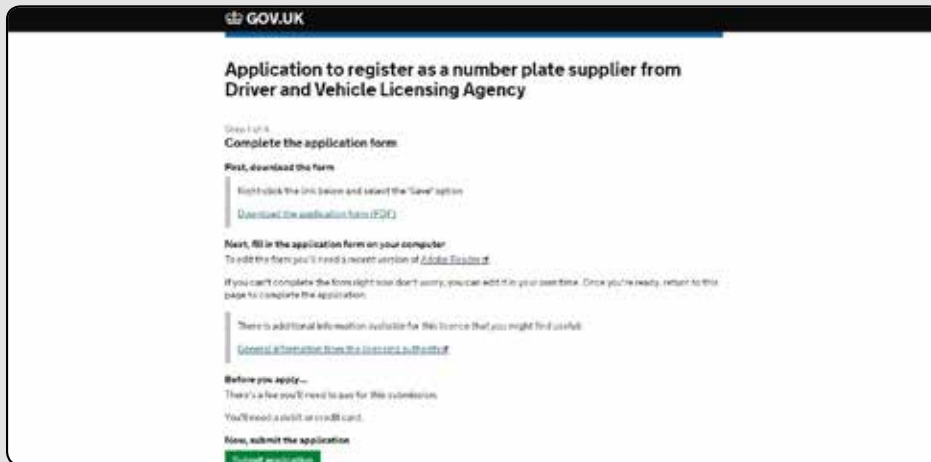 GOV.UK
Application to register as a number plate supplier from
Driver and Vehicle Licensing Agency
Step 1 of 4
Complete the application form
First, download the form
Right-click the link below and select the 'Save' option
Download the application form (PDF)
Next, fill in the application form on your computer
To edit the form you'll need a recent version of Adobe Reader
If you can't complete the form right now don't worry, you can edit it in your own time. Once you're ready, return to this
page to complete the application.
There is additional information available for this licence that you might find useful:
General information from the licensing authority
Before you apply...
There's a fee you'll need to pay for this submission.
You'll need a debit or credit card.
Now, submit the application
Submit application